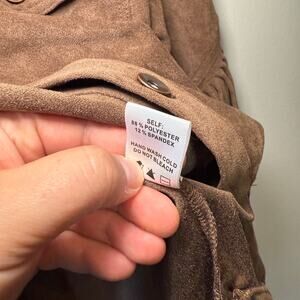 SELF:
88% POLYESTER
12% SPANDEX
HAND WASH COLD
DO NOT BLEACH